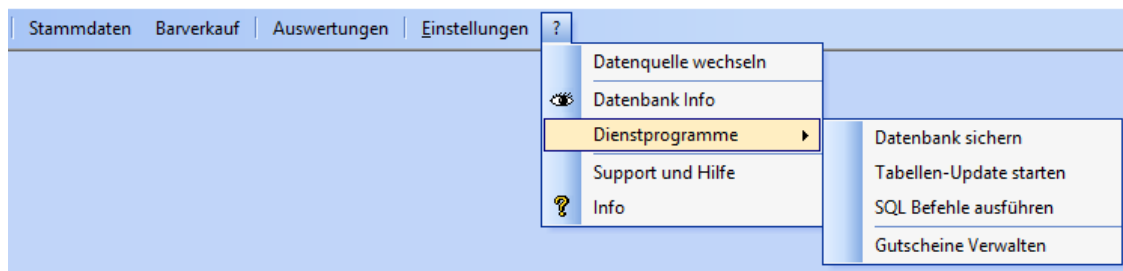 Stammdaten Barverkauf Auswertungen Einstellungen ?
Datenquelle wechseln
Datenbank Info
Dienstprogramme
Support und Hilfe
Info
Datenbank sichern
Tabellen-Update starten
SQL Befehle ausführen
Gutscheine Verwalten